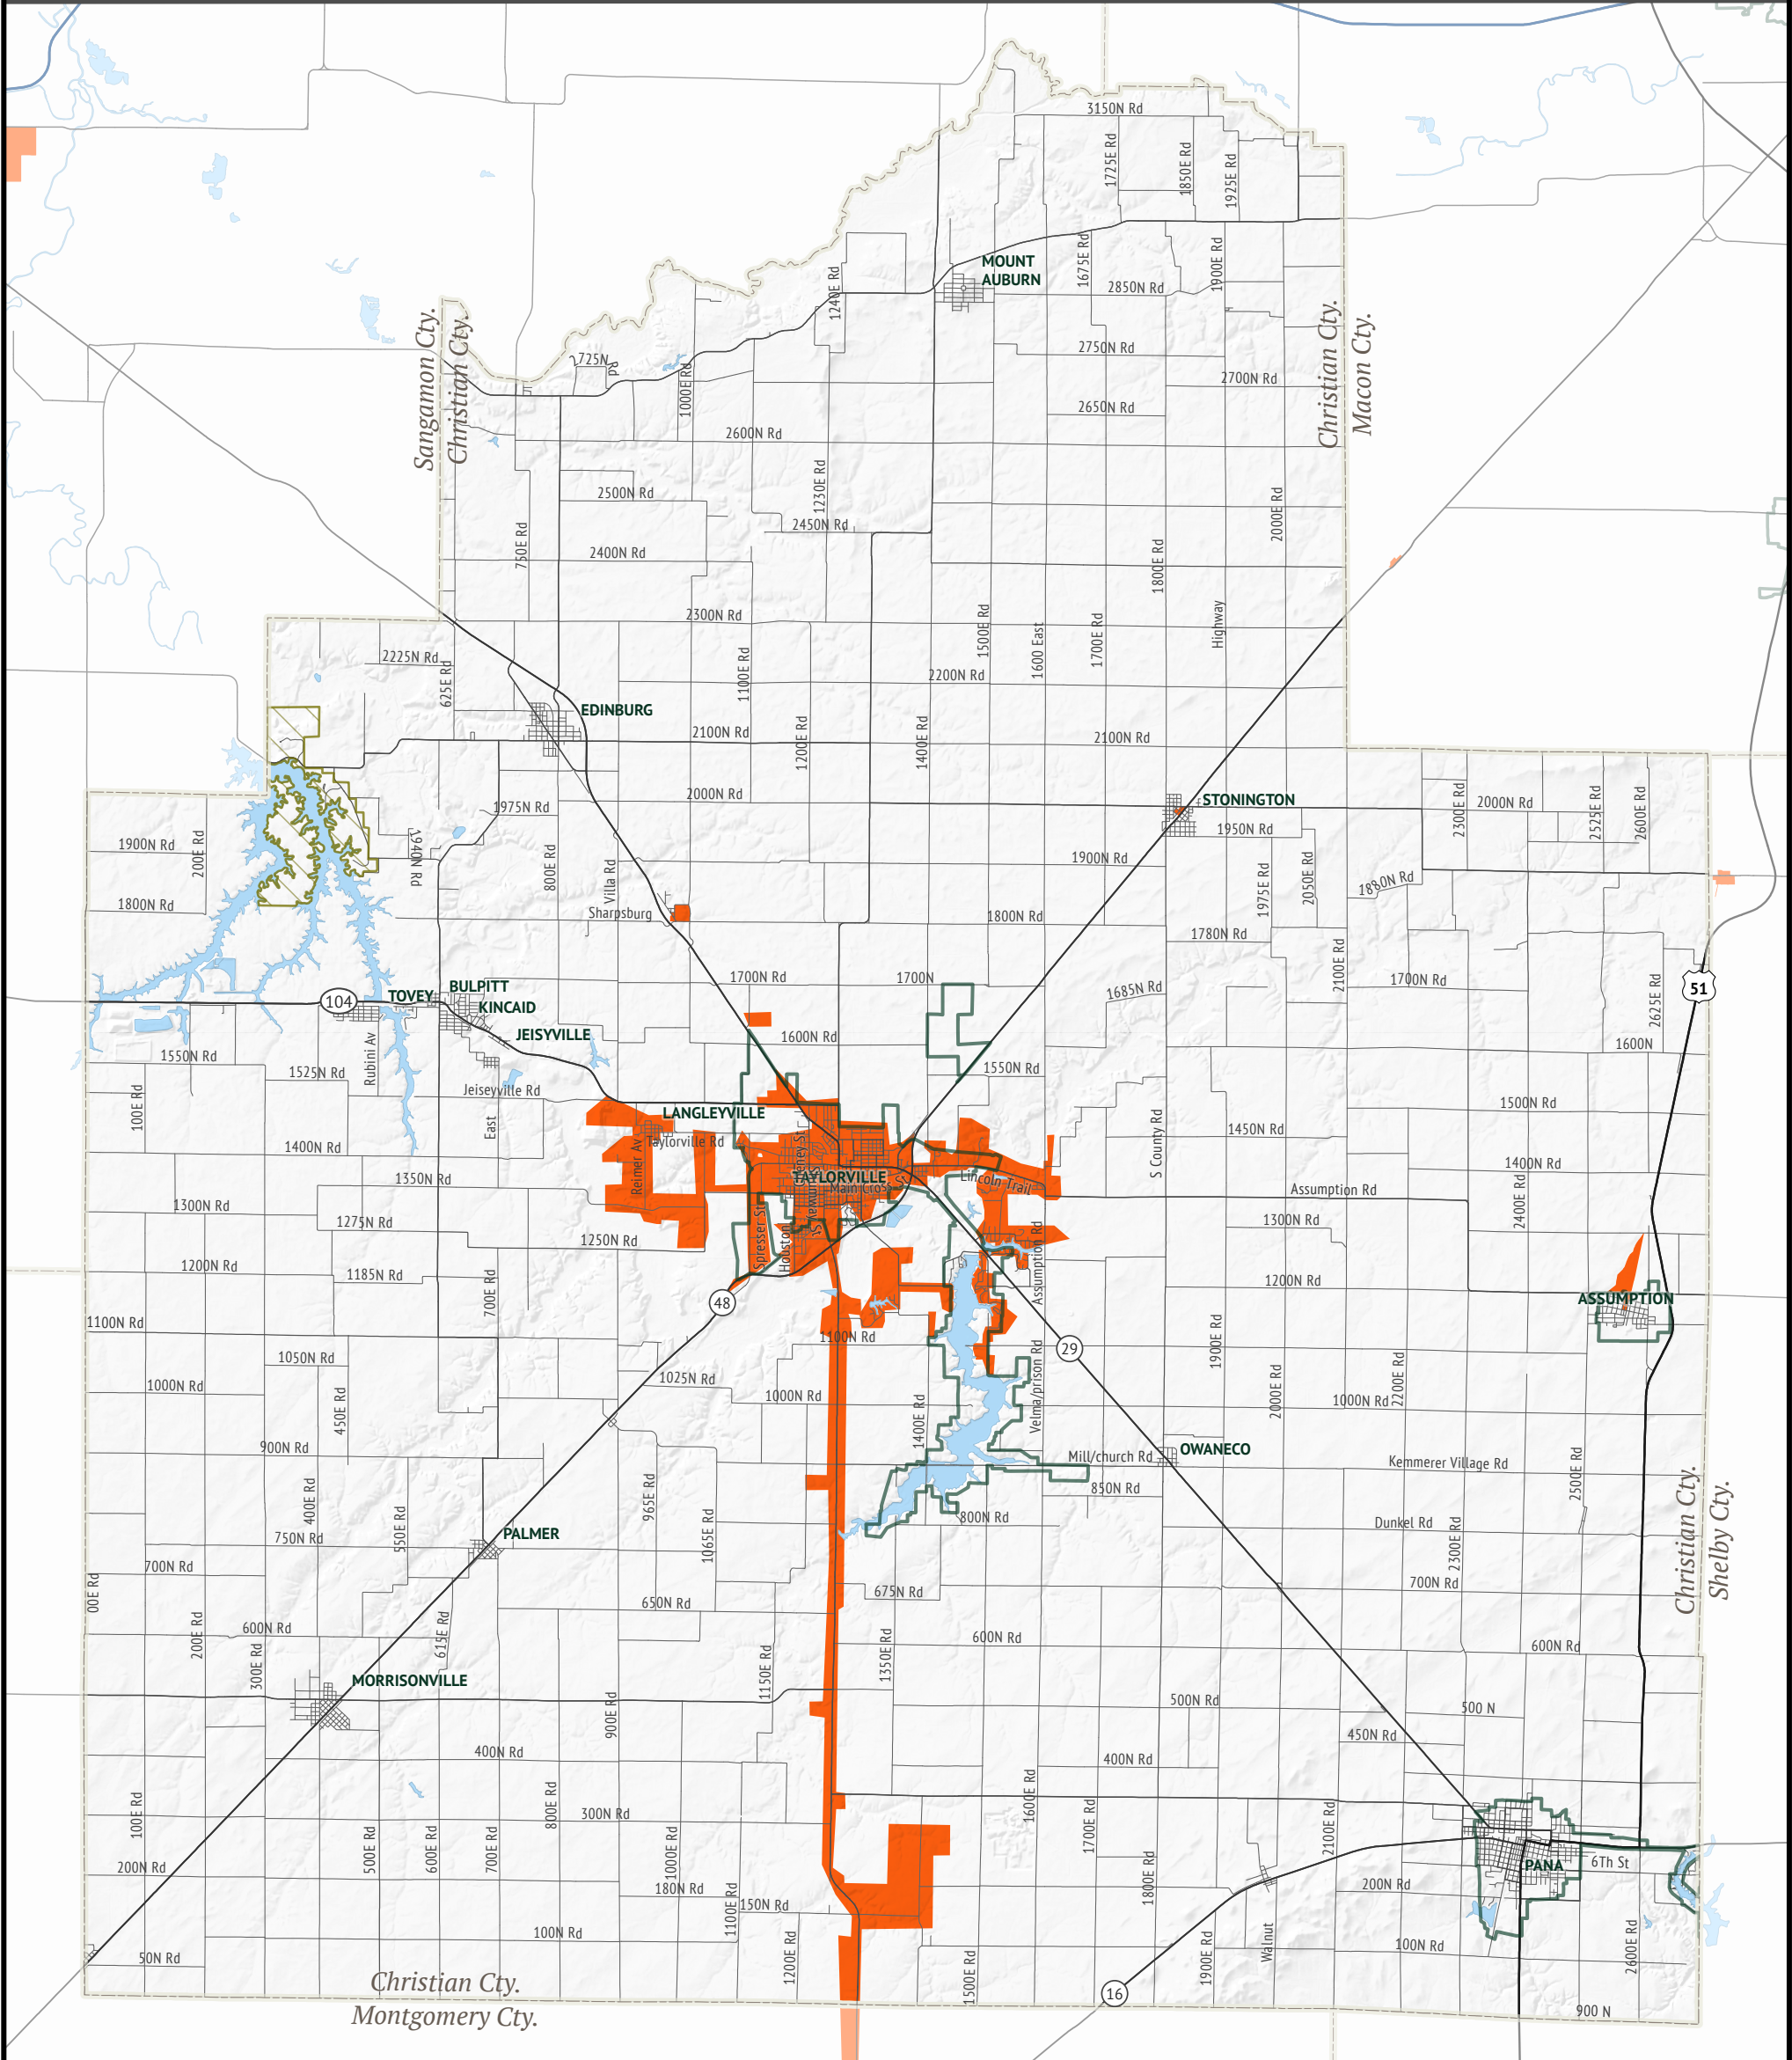 3150N Rd
1725E Rd
1850E Rd
1925E Rd
MOUNT
AUBURN
1675E Rd
1900E Rd
1240E Rd
2850N Rd
Sangamon Cty.
Christian Cty.
Christian Cty.
Macon Cty.
725N
Rd
1000E Rd
2750N Rd
2700N Rd
2650N Rd
2600N Rd
1230E Rd
2500N Rd
2000E Rd
2450N Rd
750E Rd
2400N Rd
1800E Rd
2300N Rd
1500E Rd
1600 East
1700E Rd
Highway
2225N Rd
625E Rd
1100E Rd
2200N Rd
EDINBURG
2100N Rd
1200E Rd
1400E Rd
2100N Rd
1975N Rd
2000N Rd
STONINGTON
2300E Rd
2000N Rd
2525E Rd
2600E Rd
1950N Rd
1900N Rd
200E Rd
1940N Rd
800E Rd
Villa Rd
1900N Rd
1975E Rd
2050E Rd
1880N Rd
1800N Rd
Sharpsburg
1800N Rd
1780N Rd
2100E Rd
1700N Rd
1700N
1685N Rd
1700N Rd
51
2625E Rd
104
TOVEY
BULPITT
KINCAID
JEISYVILLE
1600N Rd
1600N
1550N Rd
Rubini Av
1525N Rd
1550N Rd
Jeiseyville Rd
100E Rd
East
LANGLEYVILLE
1500N Rd
S County Rd
1450N Rd
1400N Rd
Taylorville Rd
Reimer Av
TAYLORVILLE
Main Cross St
Lincoln Trail
1400N Rd
1350N Rd
Assumption Rd
2400E Rd
1300N Rd
1275N Rd
1300N Rd
1250N Rd
Spresser St
Houston
Assumption Rd
1200N Rd
1185N Rd
700E Rd
1200N Rd
ASSUMPTION
48
1100N Rd
1100N Rd
29
1900E Rd
1050N Rd
1000N Rd
450E Rd
1025N Rd
1000N Rd
1400E Rd
Velma/prison Rd
2000E Rd
1000N Rd
2200E Rd
900N Rd
Mill/church Rd
OWANECO
Kemmerer Village Rd
2500E Rd
Christian Cty.
Shelby Cty.
400E Rd
550E Rd
965E Rd
1065E Rd
850N Rd
800N Rd
Dunkel Rd
2300E Rd
750N Rd
PALMER
700N Rd
00E Rd
675N Rd
700N Rd
650N Rd
200E Rd
600N Rd
300E Rd
615E Rd
1150E Rd
1350E Rd
600N Rd
600N Rd
MORRISONVILLE
900E Rd
500N Rd
500 N
450N Rd
400N Rd
400N Rd
100E Rd
800E Rd
300N Rd
1600E Rd
1700E Rd
2100E Rd
500E Rd
600E Rd
700E Rd
1000E Rd
200N Rd
PANA
6Th St
180N Rd
1100E Rd
150N Rd
1800E Rd
200N Rd
100N Rd
1200E Rd
1500E Rd
1900E Rd
Walnut
100N Rd
2600E Rd
50N Rd
Christian Cty.
Montgomery Cty.
16
900 N